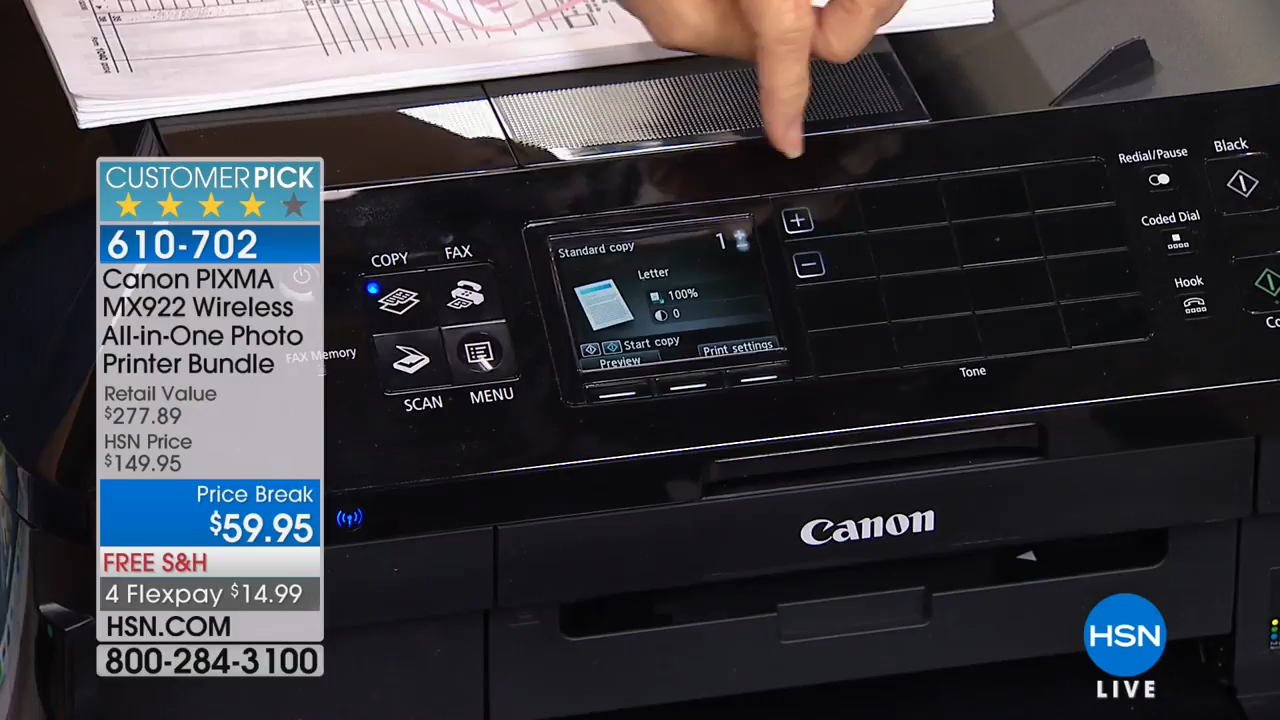 CUSTOMER PICK
610-702
Canon PIXMA
MX922 Wireless
All-in-One Photo
Printer Bundle
Retail Value
$277.89
HSN Price
$149.95
Price Break
$59.95
FREE S&H
4 Flexpay $14.99
HSN.COM
800-284-3100
FAX Memory
COPY
FAX
SCAN
MENU
Standard copy
1
Letter
100%
0
Start copy
Preview
Print settings
+
−
Tone
Redial/Pause
Coded Dial
Hook
Black
Canon
HSN
LIVE